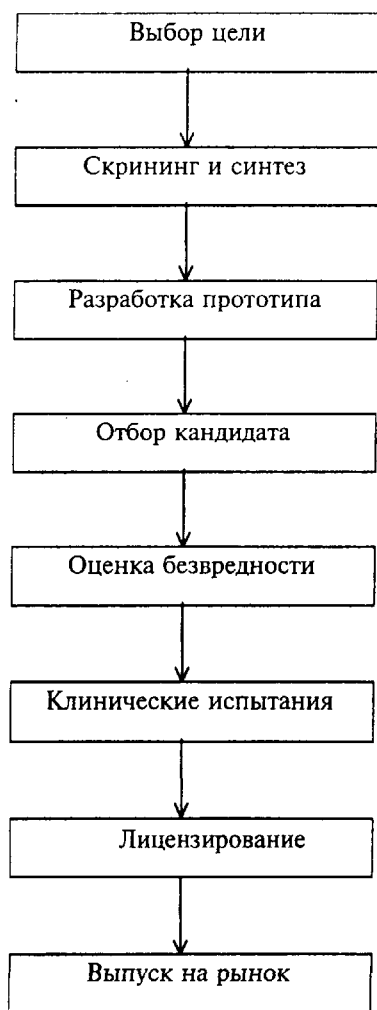 Выбор цели
Скрининг и синтез
Разработка прототипа
Отбор кандидата
Оценка безвредности
Клинические испытания
Лицензирование
Выпуск на рынок